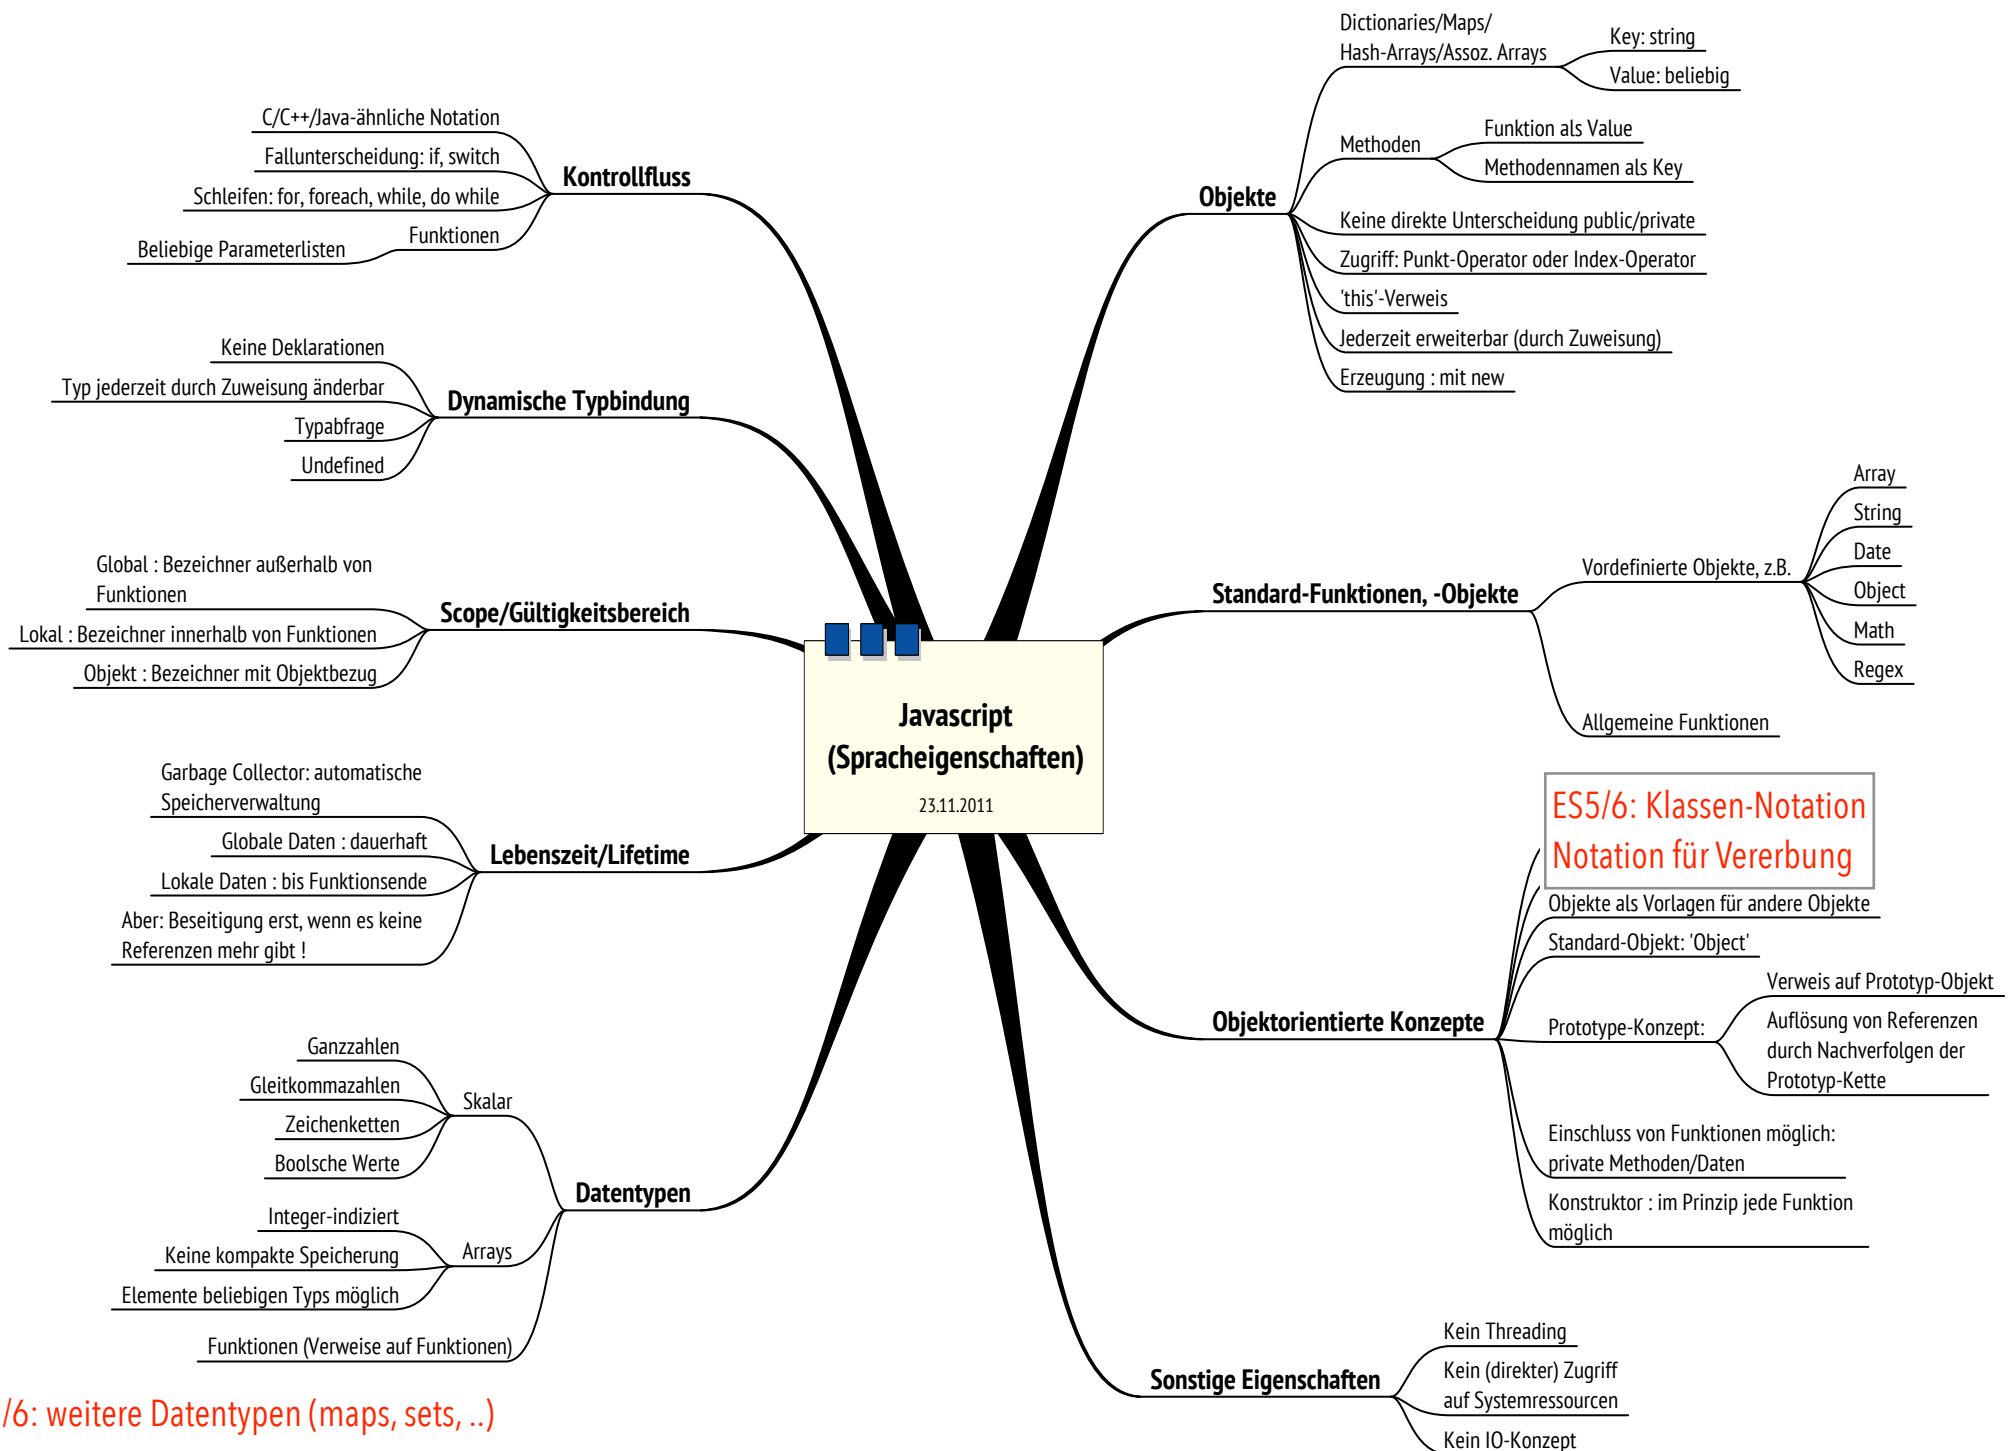 Javascript
(Spracheigenschaften)
23.11.2011
Kontrollfluss
C/C++/Java-ähnliche Notation
Fallunterscheidung: if, switch
Schleifen: for, foreach, while, do while
Funktionen
Beliebige Parameterlisten
Dynamische Typbindung
Keine Deklarationen
Typ jederzeit durch Zuweisung änderbar
Typabfrage
Undefined
Scope/Gültigkeitsbereich
Global : Bezeichner außerhalb von
Funktionen
Lokal : Bezeichner innerhalb von Funktionen
Objekt : Bezeichner mit Objektbezug
Lebenszeit/Lifetime
Garbage Collector: automatische
Speicherverwaltung
Globale Daten : dauerhaft
Lokale Daten : bis Funktionsende
Aber: Beseitigung erst, wenn es keine
Referenzen mehr gibt !
Datentypen
Skalar
Ganzzahlen
Gleitkommazahlen
Zeichenketten
Boolsche Werte
Arrays
Integer-indiziert
Keine kompakte Speicherung
Elemente beliebigen Typs möglich
Funktionen (Verweise auf Funktionen)
/6: weitere Datentypen (maps, sets, ..)
Objekte
Dictionaries/Maps/
Hash-Arrays/Assoz. Arrays
Key: string
Value: beliebig
Methoden
Funktion als Value
Methodennamen als Key
Keine direkte Unterscheidung public/private
Zugriff: Punkt-Operator oder Index-Operator
'this'-Verweis
Jederzeit erweiterbar (durch Zuweisung)
Erzeugung : mit new
Standard-Funktionen, -Objekte
Vordefinierte Objekte, z.B.
Array
String
Date
Object
Math
Regex
Allgemeine Funktionen
Objektorientierte Konzepte
ES5/6: Klassen-Notation
Notation für Vererbung
Objekte als Vorlagen für andere Objekte
Standard-Objekt: 'Object'
Prototype-Konzept:
Verweis auf Prototyp-Objekt
Auflösung von Referenzen
durch Nachverfolgen der
Prototyp-Kette
Einschluss von Funktionen möglich:
private Methoden/Daten
Konstruktor : im Prinzip jede Funktion
möglich
Sonstige Eigenschaften
Kein Threading
Kein (direkter) Zugriff
auf Systemressourcen
Kein IO-Konzept